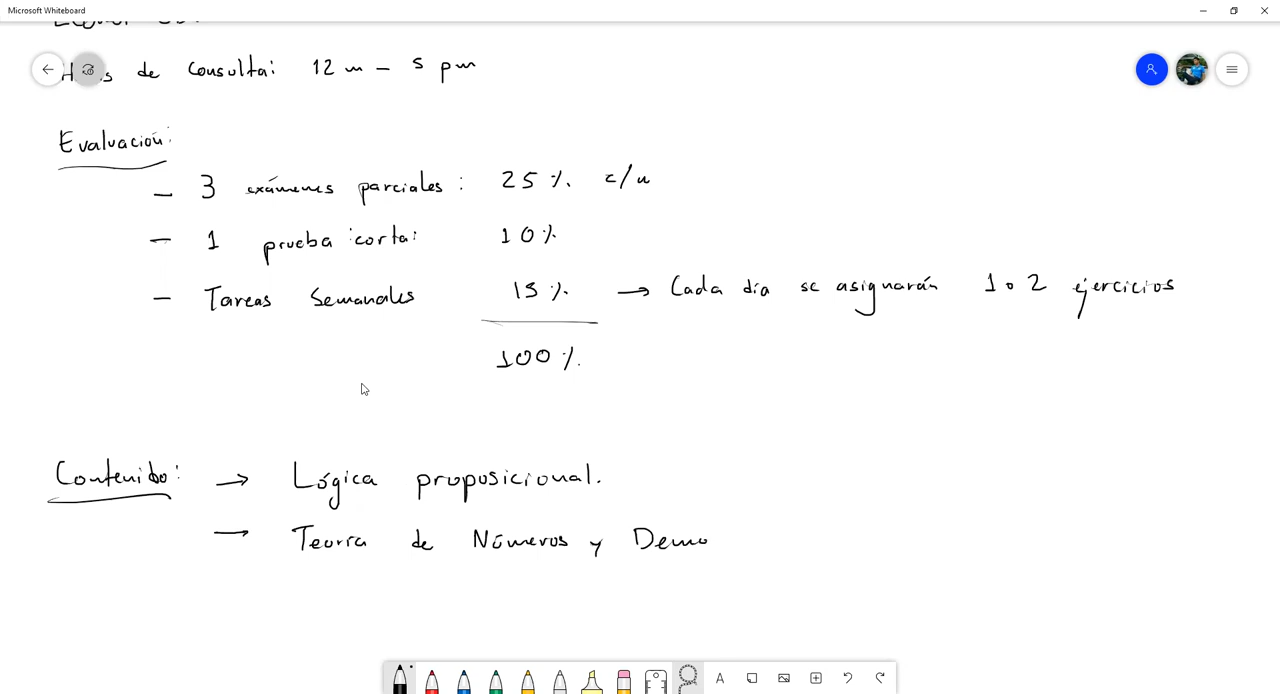 Microsoft Whiteboard
de Consulta: 12 m - 5 pm
Evaluación:
- 3 exámenes parciales: 25 % c/u
- 1 prueba corta: 10 %
- Tareas Semanales 15 % → Cada día se asignarán 1 o 2 ejercicios
100 %.
Contenido: → Lógica proposicional.
→ Teoría de Números y Demo